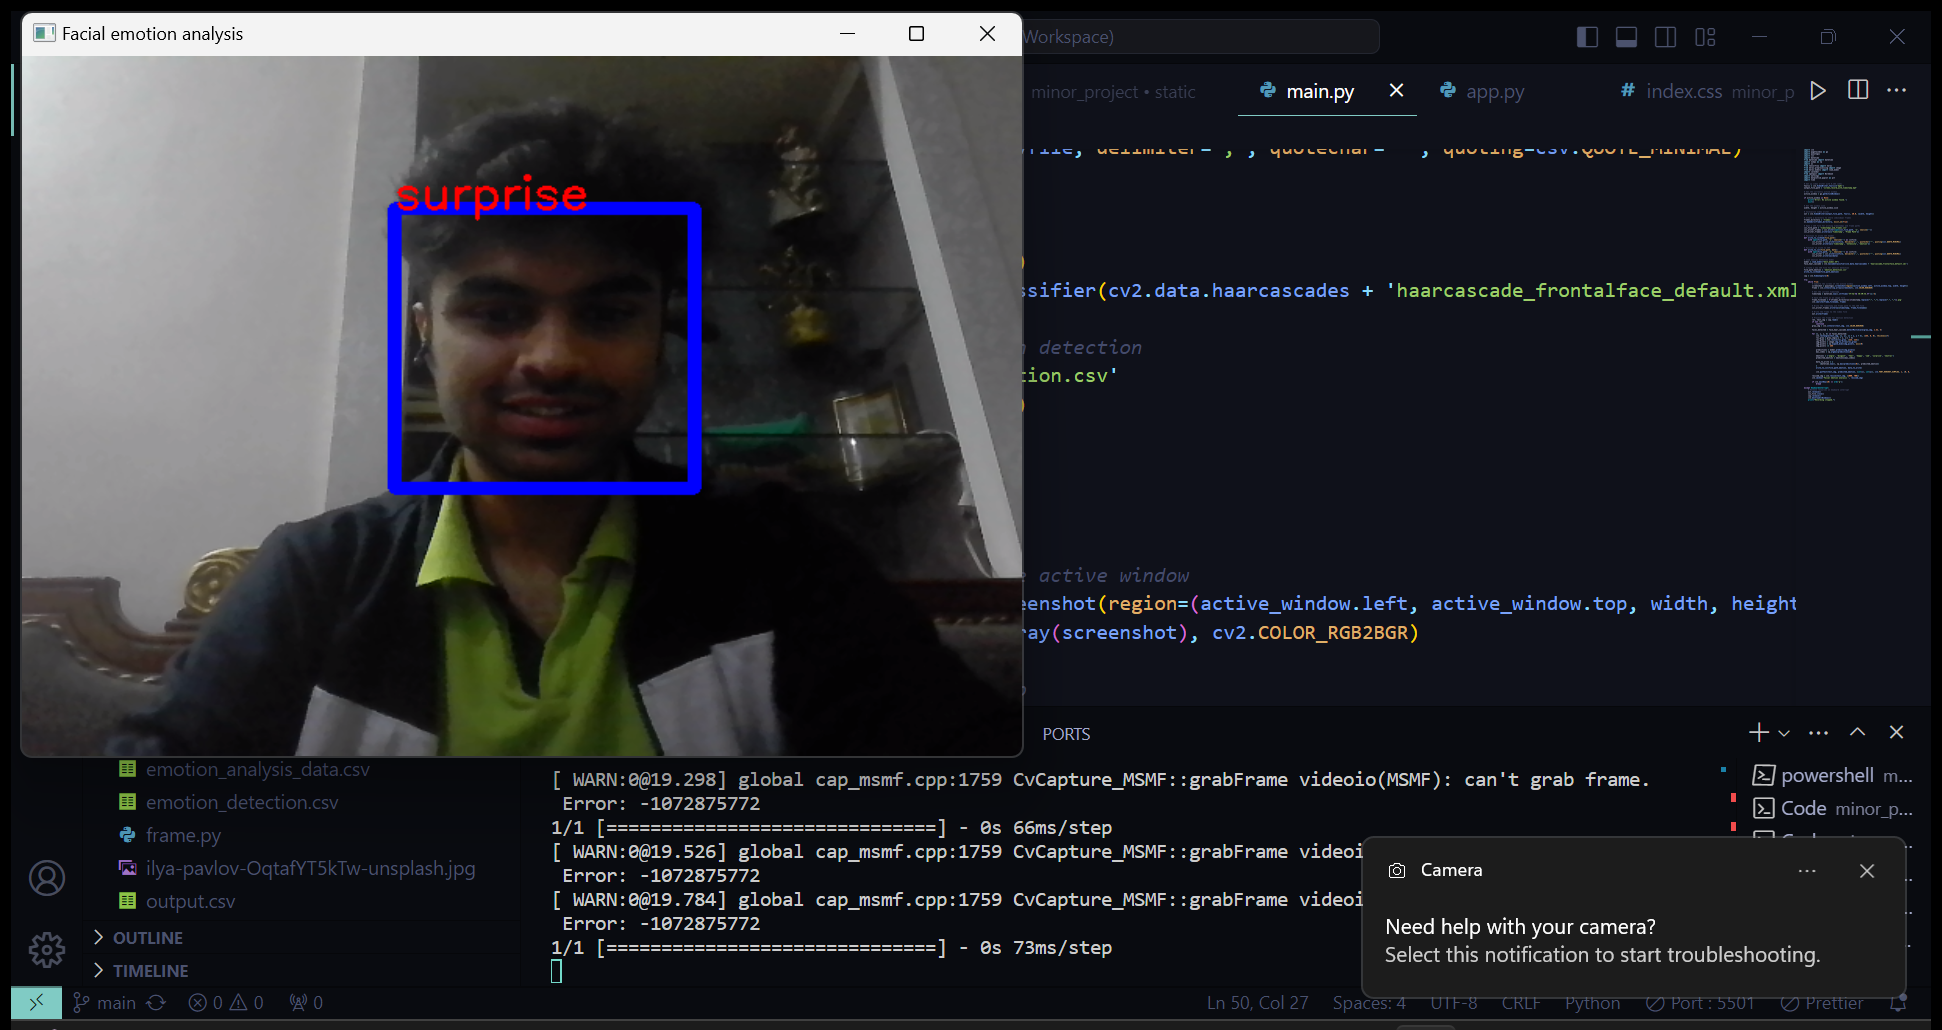 Facial emotion analysis
surprise
Workspace)
minor_project • static
main.py
app.py
# index.css minor_p
quoting=csv.QUOTE_MINIMAL)
ssifier(cv2.data.haarcascades + 'haarcascade_frontalface_default.xml
detection
tion.csv'
active window
eenshot(region=(active_window.left, active_window.top, width, height
ray(screenshot), cv2.COLOR_RGB2BGR)
PORTS
emotion_analysis_data.csv
emotion_detection.csv
frame.py
ilya-pavlov-OqtafYT5kTw-unsplash.jpg
output.csv
OUTLINE
TIMELINE
[ WARN:0@19.298] global cap_msmf.cpp:1759 CvCapture_MSMF::grabFrame videoio(MSMF): can't grab frame.
Error: -1072875772
1/1 [==============================] - 0s 66ms/step
[ WARN:0@19.526] global cap_msmf.cpp:1759 CvCapture_MSMF::grabFrame videoi
Error: -1072875772
[ WARN:0@19.784] global cap_msmf.cpp:1759 CvCapture_MSMF::grabFrame videoi
Error: -1072875772
1/1 [==============================] - 0s 73ms/step
powershell m...
Code minor_p...
Camera
Need help with your camera?
Select this notification to start troubleshooting.
main
0 0
0
Ln 50, Col 27
Spaces: 4
UTF-8
CRLF
Python
Port : 5501
Prettier